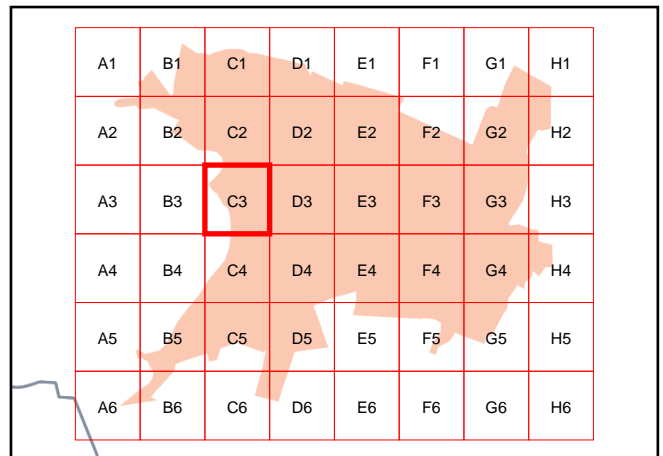 A1 B1 C1 D1 E1 F1 G1 H1
A2 B2 C2 D2 E2 F2 G2 H2
A3 B3 C3 D3 E3 F3 G3 H3
A4 B4 C4 D4 E4 F4 G4 H4
A5 B5 C5 D5 E5 F5 G5 H5
A6 B6 C6 D6 E6 F6 G6 H6